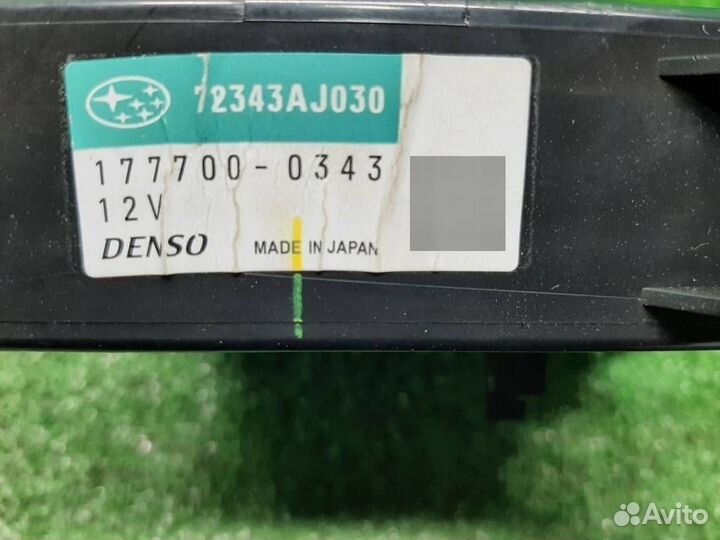 72343AJ030
177700-0343
12V
DENSO MADE IN JAPAN
Avito